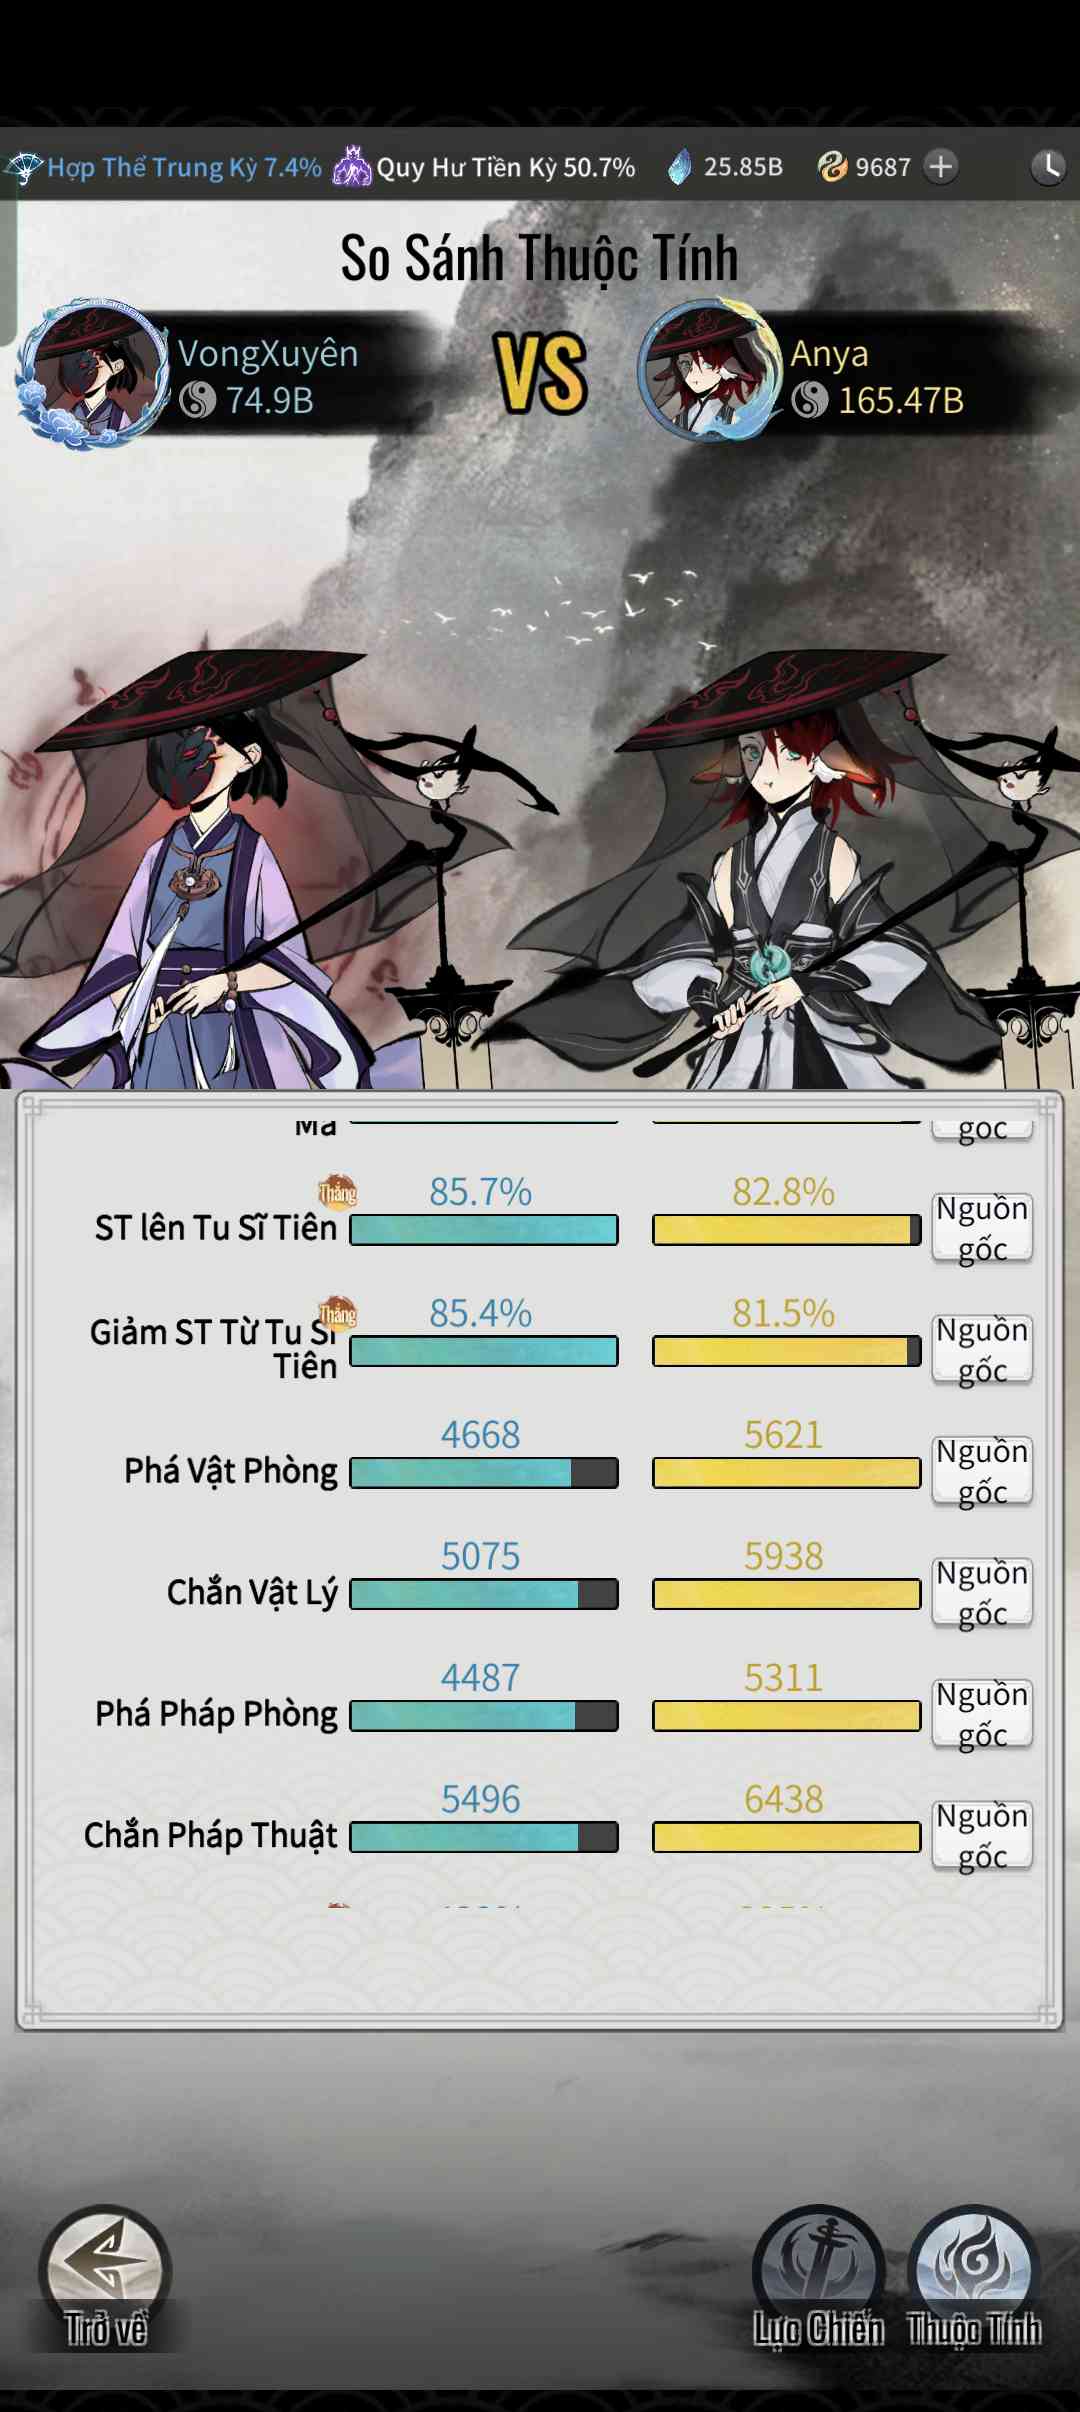 Hợp Thể Trung Kỳ 7.4% Quy Hư Tiền Kỳ 50.7% 25.85B 9687
So Sánh Thuộc Tính
VongXuyên
74.9B
VS
Anya
165.47B
Ma
gốc
Thắng
ST lên Tu Sĩ Tiên
85.7%
82.8%
Nguồn
gốc
Thắng
Giảm ST Từ Tu Sĩ
Tiên
85.4%
81.5%
Nguồn
gốc
Phá Vật Phòng
4668
5621
Nguồn
gốc
Chắn Vật Lý
5075
5938
Nguồn
gốc
Phá Pháp Phòng
4487
5311
Nguồn
gốc
Chắn Pháp Thuật
5496
6438
Nguồn
gốc
Trở về
Lực Chiến
Thuộc Tính